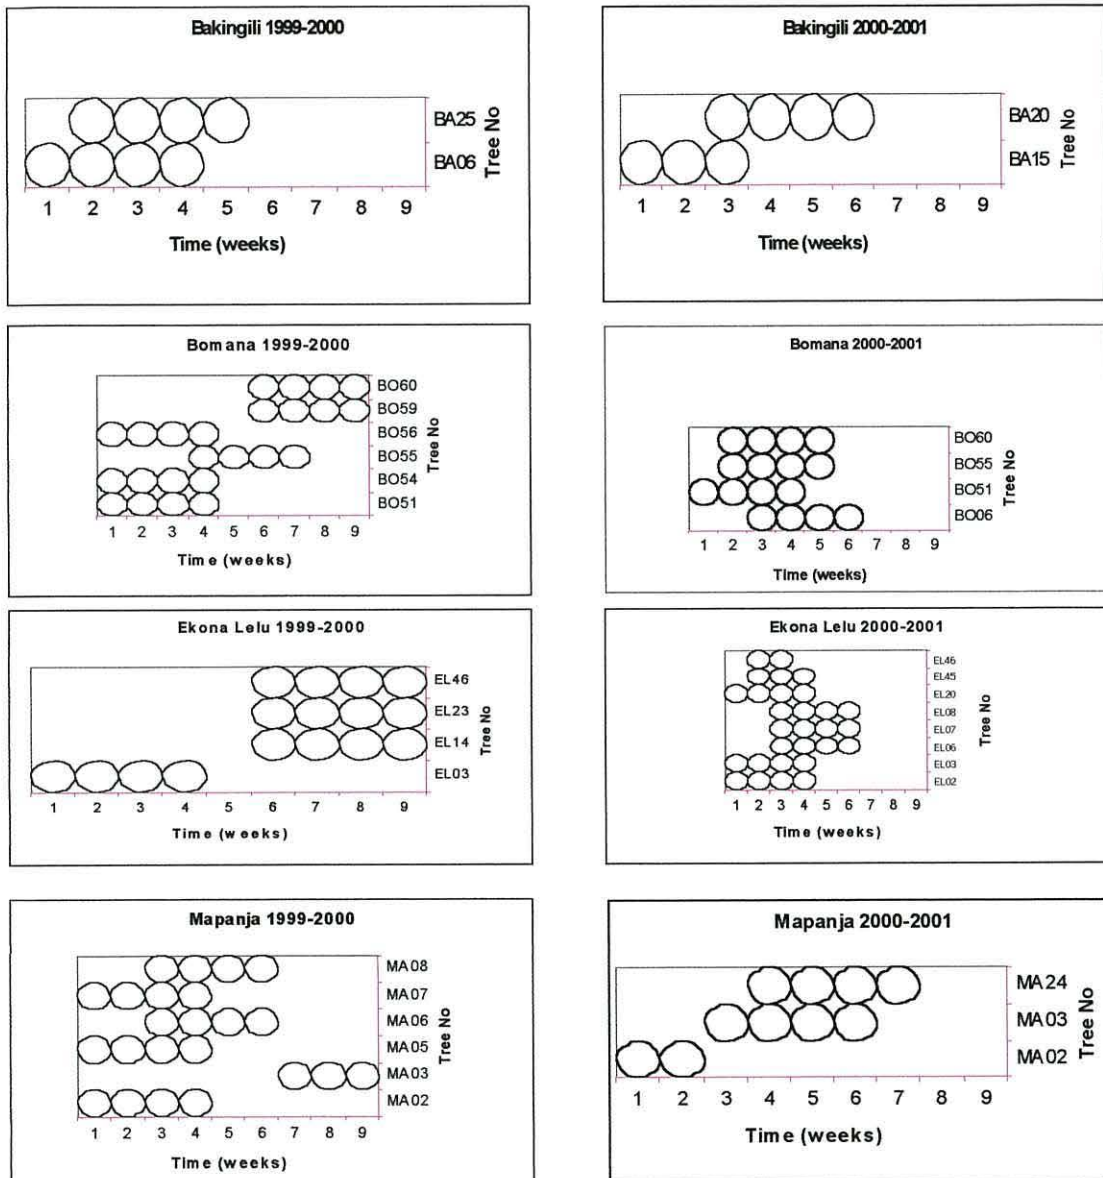 Bakingili 1999-2000
BA25
BA06
Tree No
1 2 3 4 5 6 7 8 9
Time (weeks)
Bakingili 2000-2001
BA20
BA15
Tree No
1 2 3 4 5 6 7 8 9
Time (weeks)
Bomana 1999-2000
BO60
BO59
BO56
BO55
BO54
BO51
Tree No
1 2 3 4 5 6 7 8 9
Time (weeks)
Bomana 2000-2001
BO60
BO55
BO51
BO06
Tree No
1 2 3 4 5 6 7 8 9
Time (weeks)
Ekona Lelu 1999-2000
EL46
EL23
EL14
EL03
Tree No
1 2 3 4 5 6 7 8 9
Time (weeks)
Ekona Lelu 2000-2001
EL46
EL45
EL20
EL08
EL07
EL06
EL03
EL02
Tree No
1 2 3 4 5 6 7 8 9
Time (weeks)
Mapanja 1999-2000
MA08
MA07
MA06
MA05
MA03
MA02
Tree No
1 2 3 4 5 6 7 8 9
Time (weeks)
Mapanja 2000-2001
MA24
MA03
MA02
Tree No
1 2 3 4 5 6 7 8 9
Time (weeks)